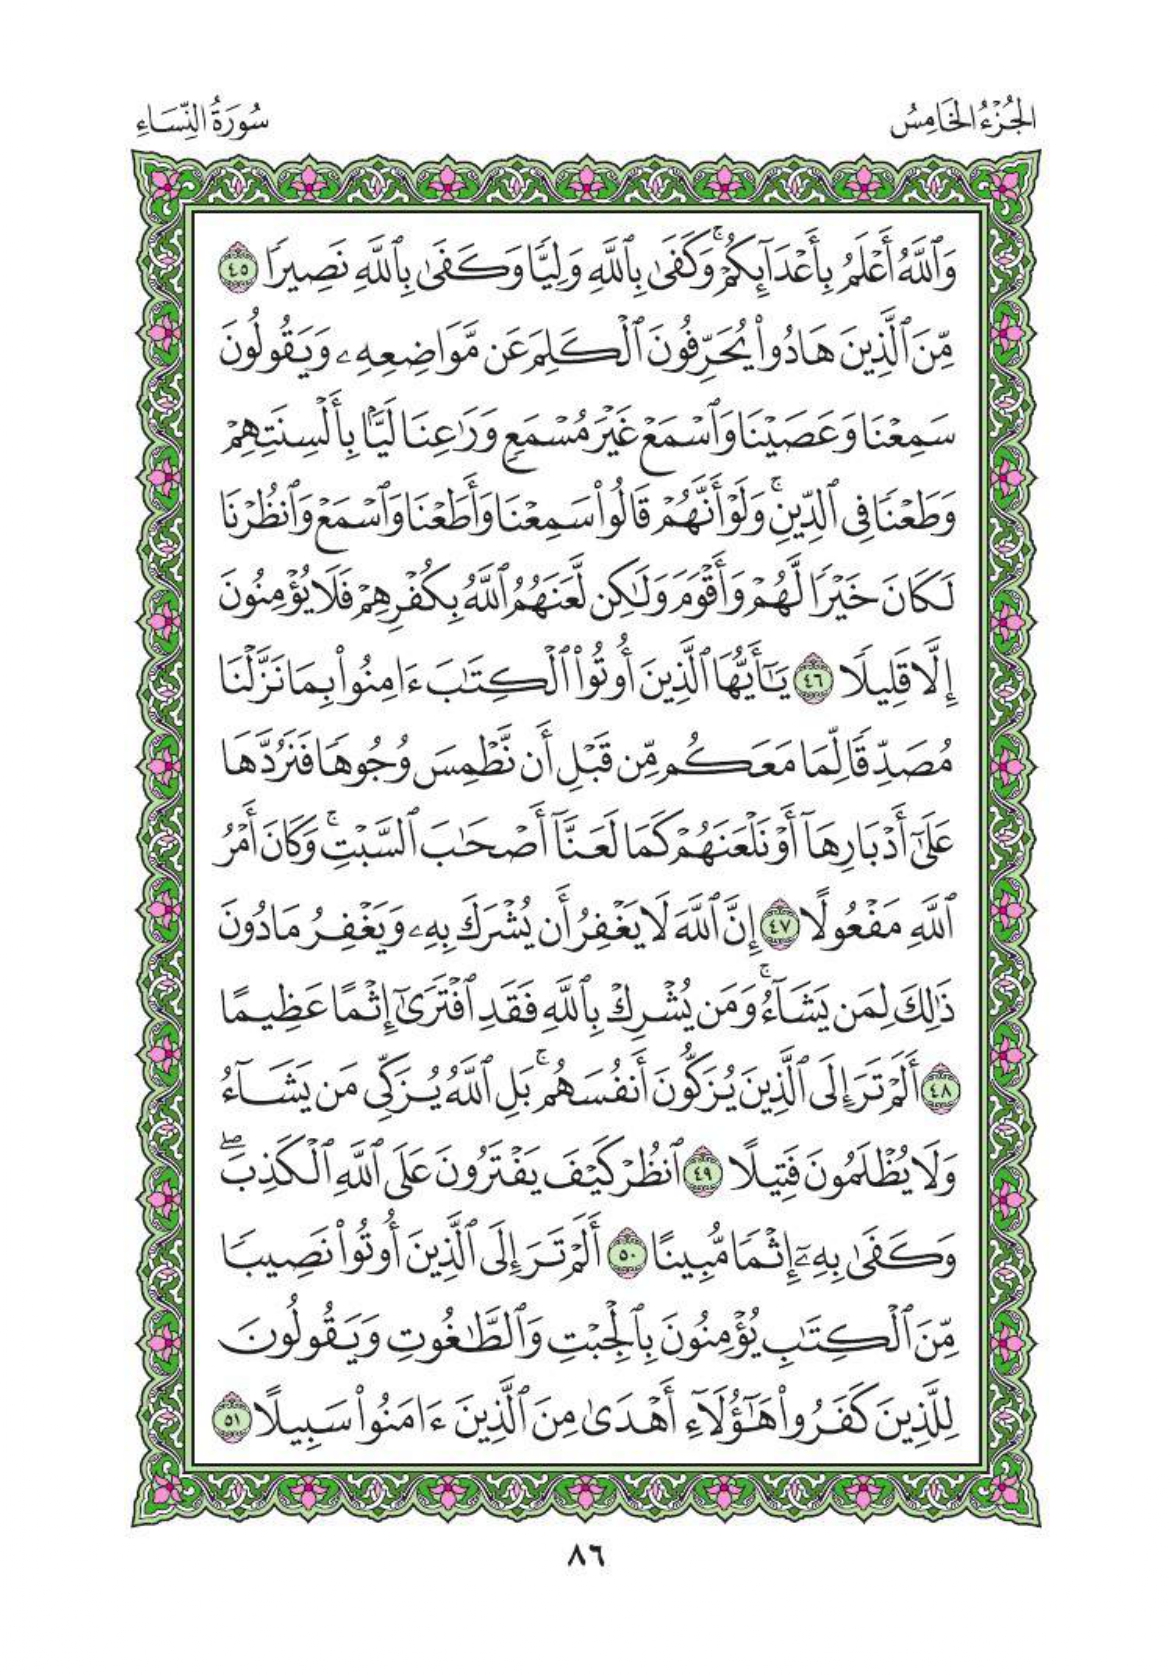 الجُزْءُ الخَامِسُ
سُورَةُ النِّسَاءِ
وَٱللَّهُ أَعْلَمُ بِأَعْدَآئِكُمْۚ وَكَفَىٰ بِٱللَّهِ وَلِيًّا وَكَفَىٰ بِٱللَّهِ نَصِيرًا ٤٥
مِّنَ ٱلَّذِينَ هَادُوا۟ يُحَرِّفُونَ ٱلْكَلِمَ عَن مَّوَاضِعِهِۦ وَيَقُولُونَ
سَمِعْنَا وَعَصَيْنَا وَٱسْمَعْ غَيْرَ مُسْمَعٍ وَرَٰعِنَا لَيًّۢا بِأَلْسِنَتِهِمْ
وَطَعْنًا فِى ٱلدِّينِۚ وَلَوْ أَنَّهُمْ قَالُوا۟ سَمِعْنَا وَأَطَعْنَا وَٱسْمَعْ وَٱنظُرْنَا
لَكَانَ خَيْرًا لَّهُمْ وَأَقْوَمَ وَلَـٰكِن لَّعَنَهُمُ ٱللَّهُ بِكُفْرِهِمْ فَلَا يُؤْمِنُونَ
إِلَّا قَلِيلًا ٤٦ يَـٰٓأَيُّهَا ٱلَّذِينَ أُوتُوا۟ ٱلْكِتَـٰبَ ءَامِنُوا۟ بِمَا نَزَّلْنَا
مُصَدِّقًا لِّمَا مَعَكُم مِّن قَبْلِ أَن نَّطْمِسَ وُجُوهًا فَنَرُدَّهَا
عَلَىٰٓ أَدْبَارِهَآ أَوْ نَلْعَنَهُمْ كَمَا لَعَنَّآ أَصْحَـٰبَ ٱلسَّبْتِۚ وَكَانَ أَمْرُ
ٱللَّهِ مَفْعُولًا ٤٧ إِنَّ ٱللَّهَ لَا يَغْفِرُ أَن يُشْرَكَ بِهِۦ وَيَغْفِرُ مَا دُونَ
ذَٰلِكَ لِمَن يَشَآءُۚ وَمَن يُشْرِكْ بِٱللَّهِ فَقَدِ ٱفْتَرَىٰٓ إِثْمًا عَظِيمًا
٤٨ أَلَمْ تَرَ إِلَى ٱلَّذِينَ يُزَكُّونَ أَنفُسَهُمۚ بَلِ ٱللَّهُ يُزَكِّى مَن يَشَآءُ
وَلَا يُظْلَمُونَ فَتِيلًا ٤٩ ٱنظُرْ كَيْفَ يَفْتَرُونَ عَلَى ٱللَّهِ ٱلْكَذِبَۖ
وَكَفَىٰ بِهِۦٓ إِثْمًا مُّبِينًا ٥٠ أَلَمْ تَرَ إِلَى ٱلَّذِينَ أُوتُوا۟ نَصِيبًا
مِّنَ ٱلْكِتَـٰبِ يُؤْمِنُونَ بِٱلْجِبْتِ وَٱلطَّـٰغُوتِ وَيَقُولُونَ
لِلَّذِينَ كَفَرُوا۟ هَـٰٓؤُلَآءِ أَهْدَىٰ مِنَ ٱلَّذِينَ ءَامَنُوا۟ سَبِيلًا ٥١
٨٦